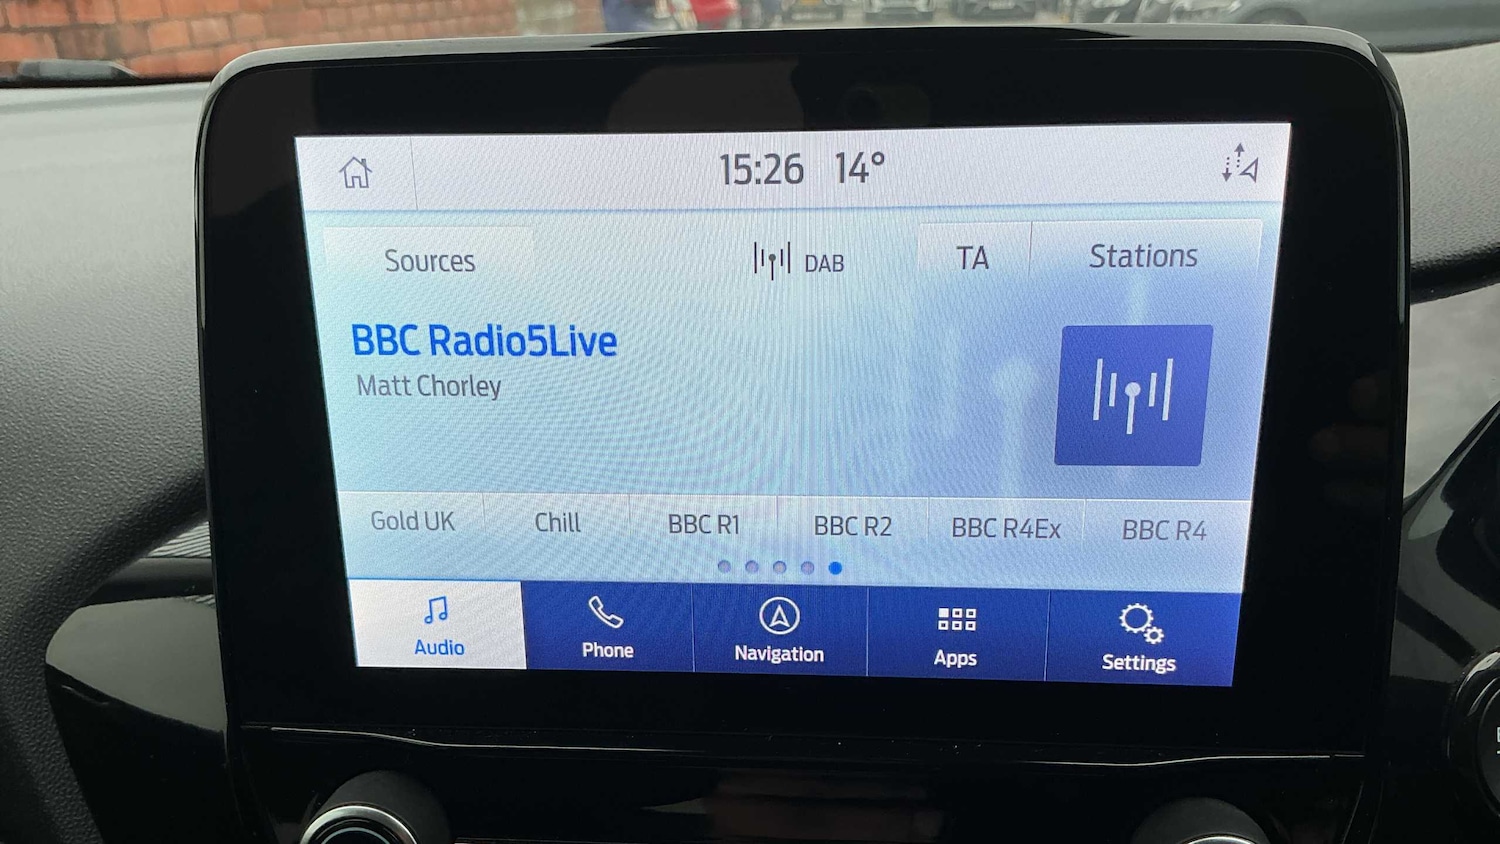 15:26 14°
Sources DAB TA Stations
BBC Radio5Live
Matt Chorley
Gold UK Chill BBC R1 BBC R2 BBC R4Ex BBC R4
Audio Phone Navigation Apps Settings